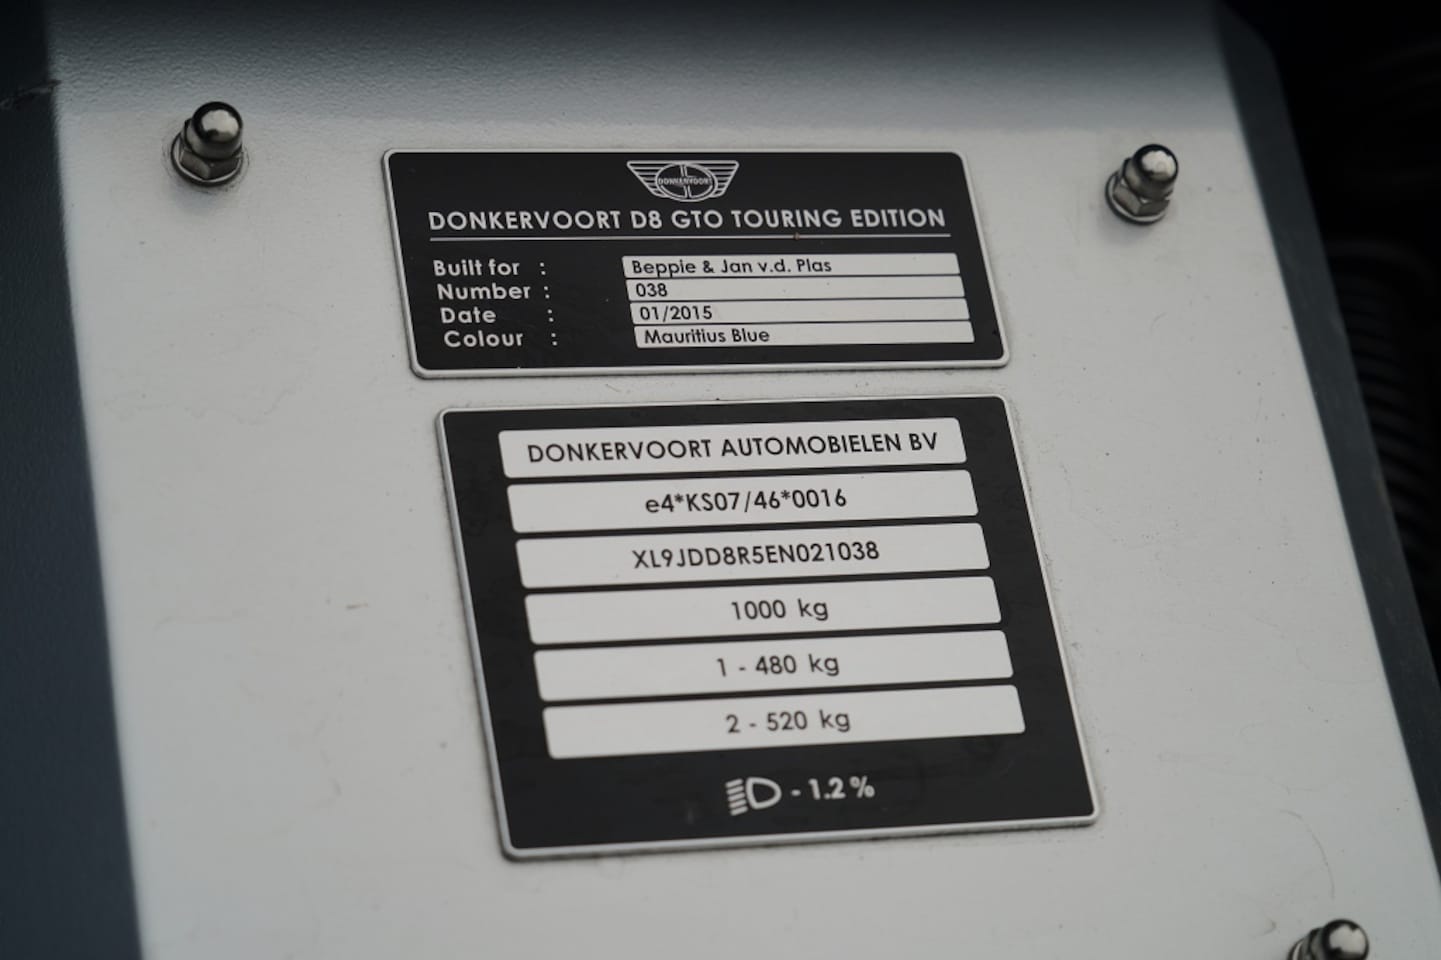 DONKERVOORT
DONKERVOORT D8 GTO TOURING EDITION
Built for : Beppie & Jan v.d. Plas
Number : 038
Date : 01/2015
Colour : Mauritius Blue
DONKERVOORT AUTOMOBIELEN BV
e4*KS07/46*0016
XL9JDD8R5EN021038
1000 kg
1 - 480 kg
2 - 520 kg
- 1.2 %